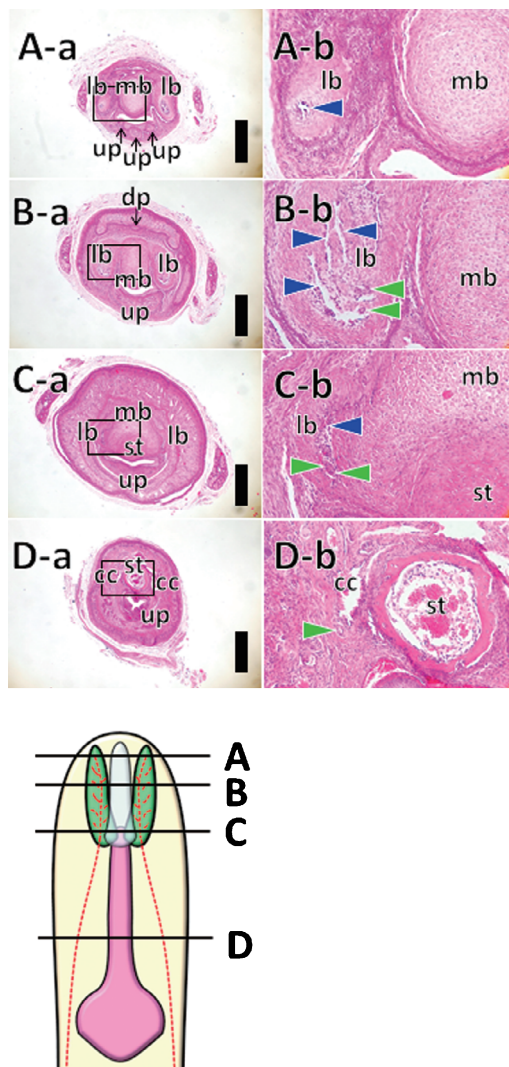 A-a
lb mb lb
up up up
A-b
lb
mb
B-a
dp
lb lb
mb
up
B-b
lb
mb
C-a
mb
lb lb
st
up
C-b
mb
lb
st
D-a
st
cc cc
up
D-b
cc
st
A
B
C
D